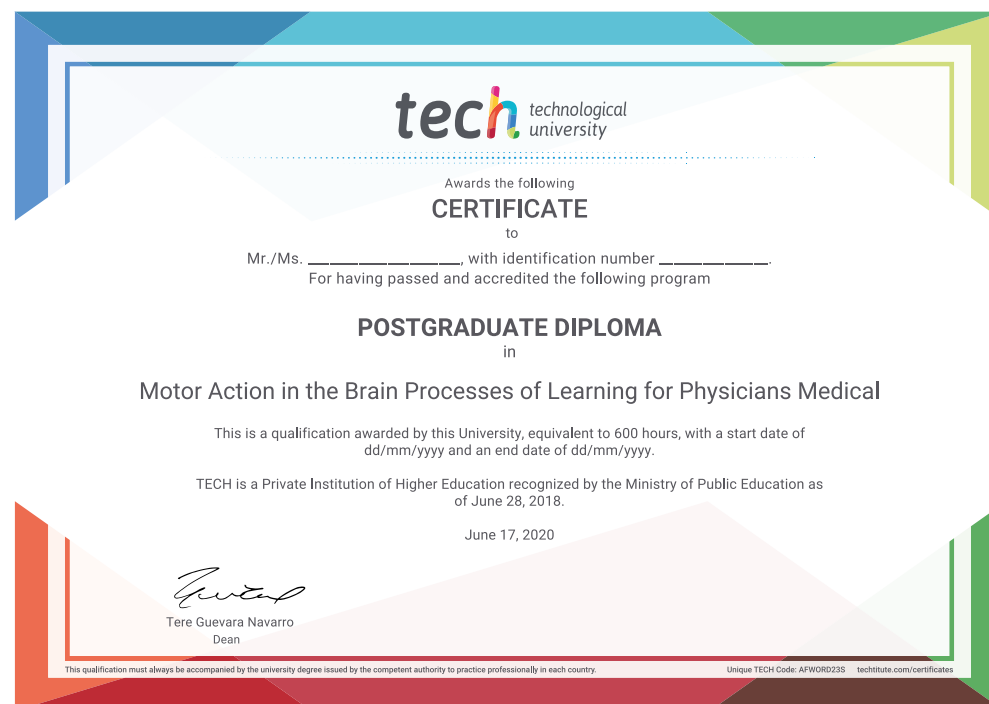 tech technological
university
Awards the following
CERTIFICATE
to
Mr./Ms. ____________________, with identification number ______________.
For having passed and accredited the following program
POSTGRADUATE DIPLOMA
in
Motor Action in the Brain Processes of Learning for Physicians Medical
This is a qualification awarded by this University, equivalent to 600 hours, with a start date of
dd/mm/yyyy and an end date of dd/mm/yyyy.
TECH is a Private Institution of Higher Education recognized by the Ministry of Public Education as
of June 28, 2018.
June 17, 2020
Tere Guevara Navarro
Dean
This qualification must always be accompanied by the university degree issued by the competent authority to practice professionally in each country.
Unique TECH Code: AFWORD23S techtitute.com/certificates